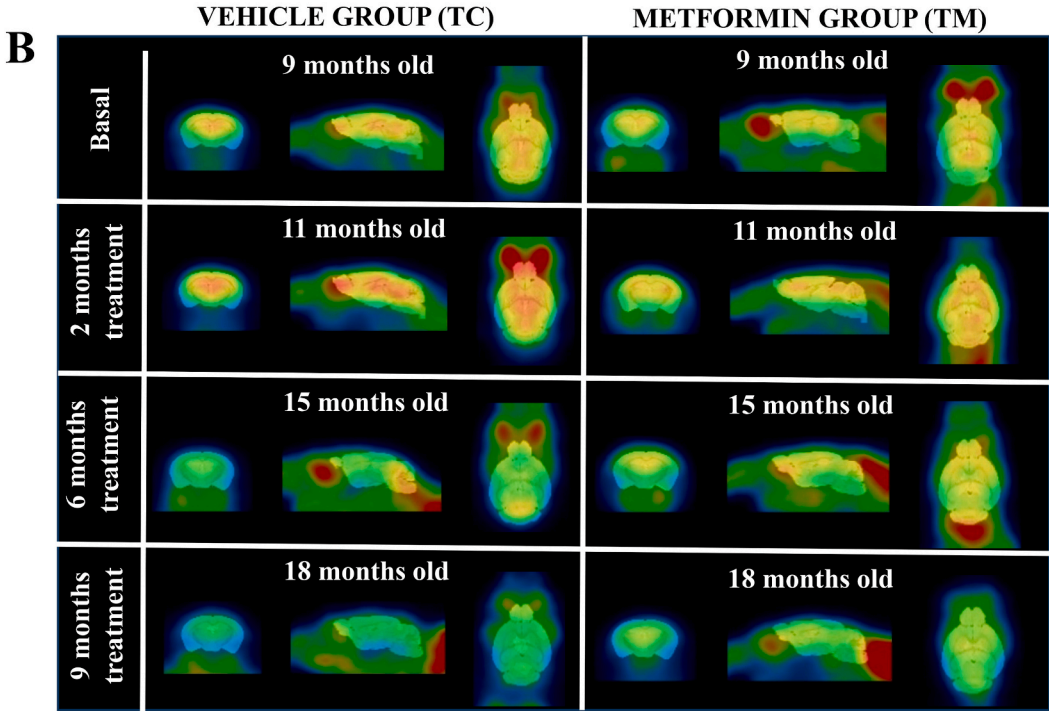 VEHICLE GROUP (TC)
METFORMIN GROUP (TM)
B
Basal
9 months old
9 months old
2 months
treatment
11 months old
11 months old
6 months
treatment
15 months old
15 months old
9 months
treatment
18 months old
18 months old